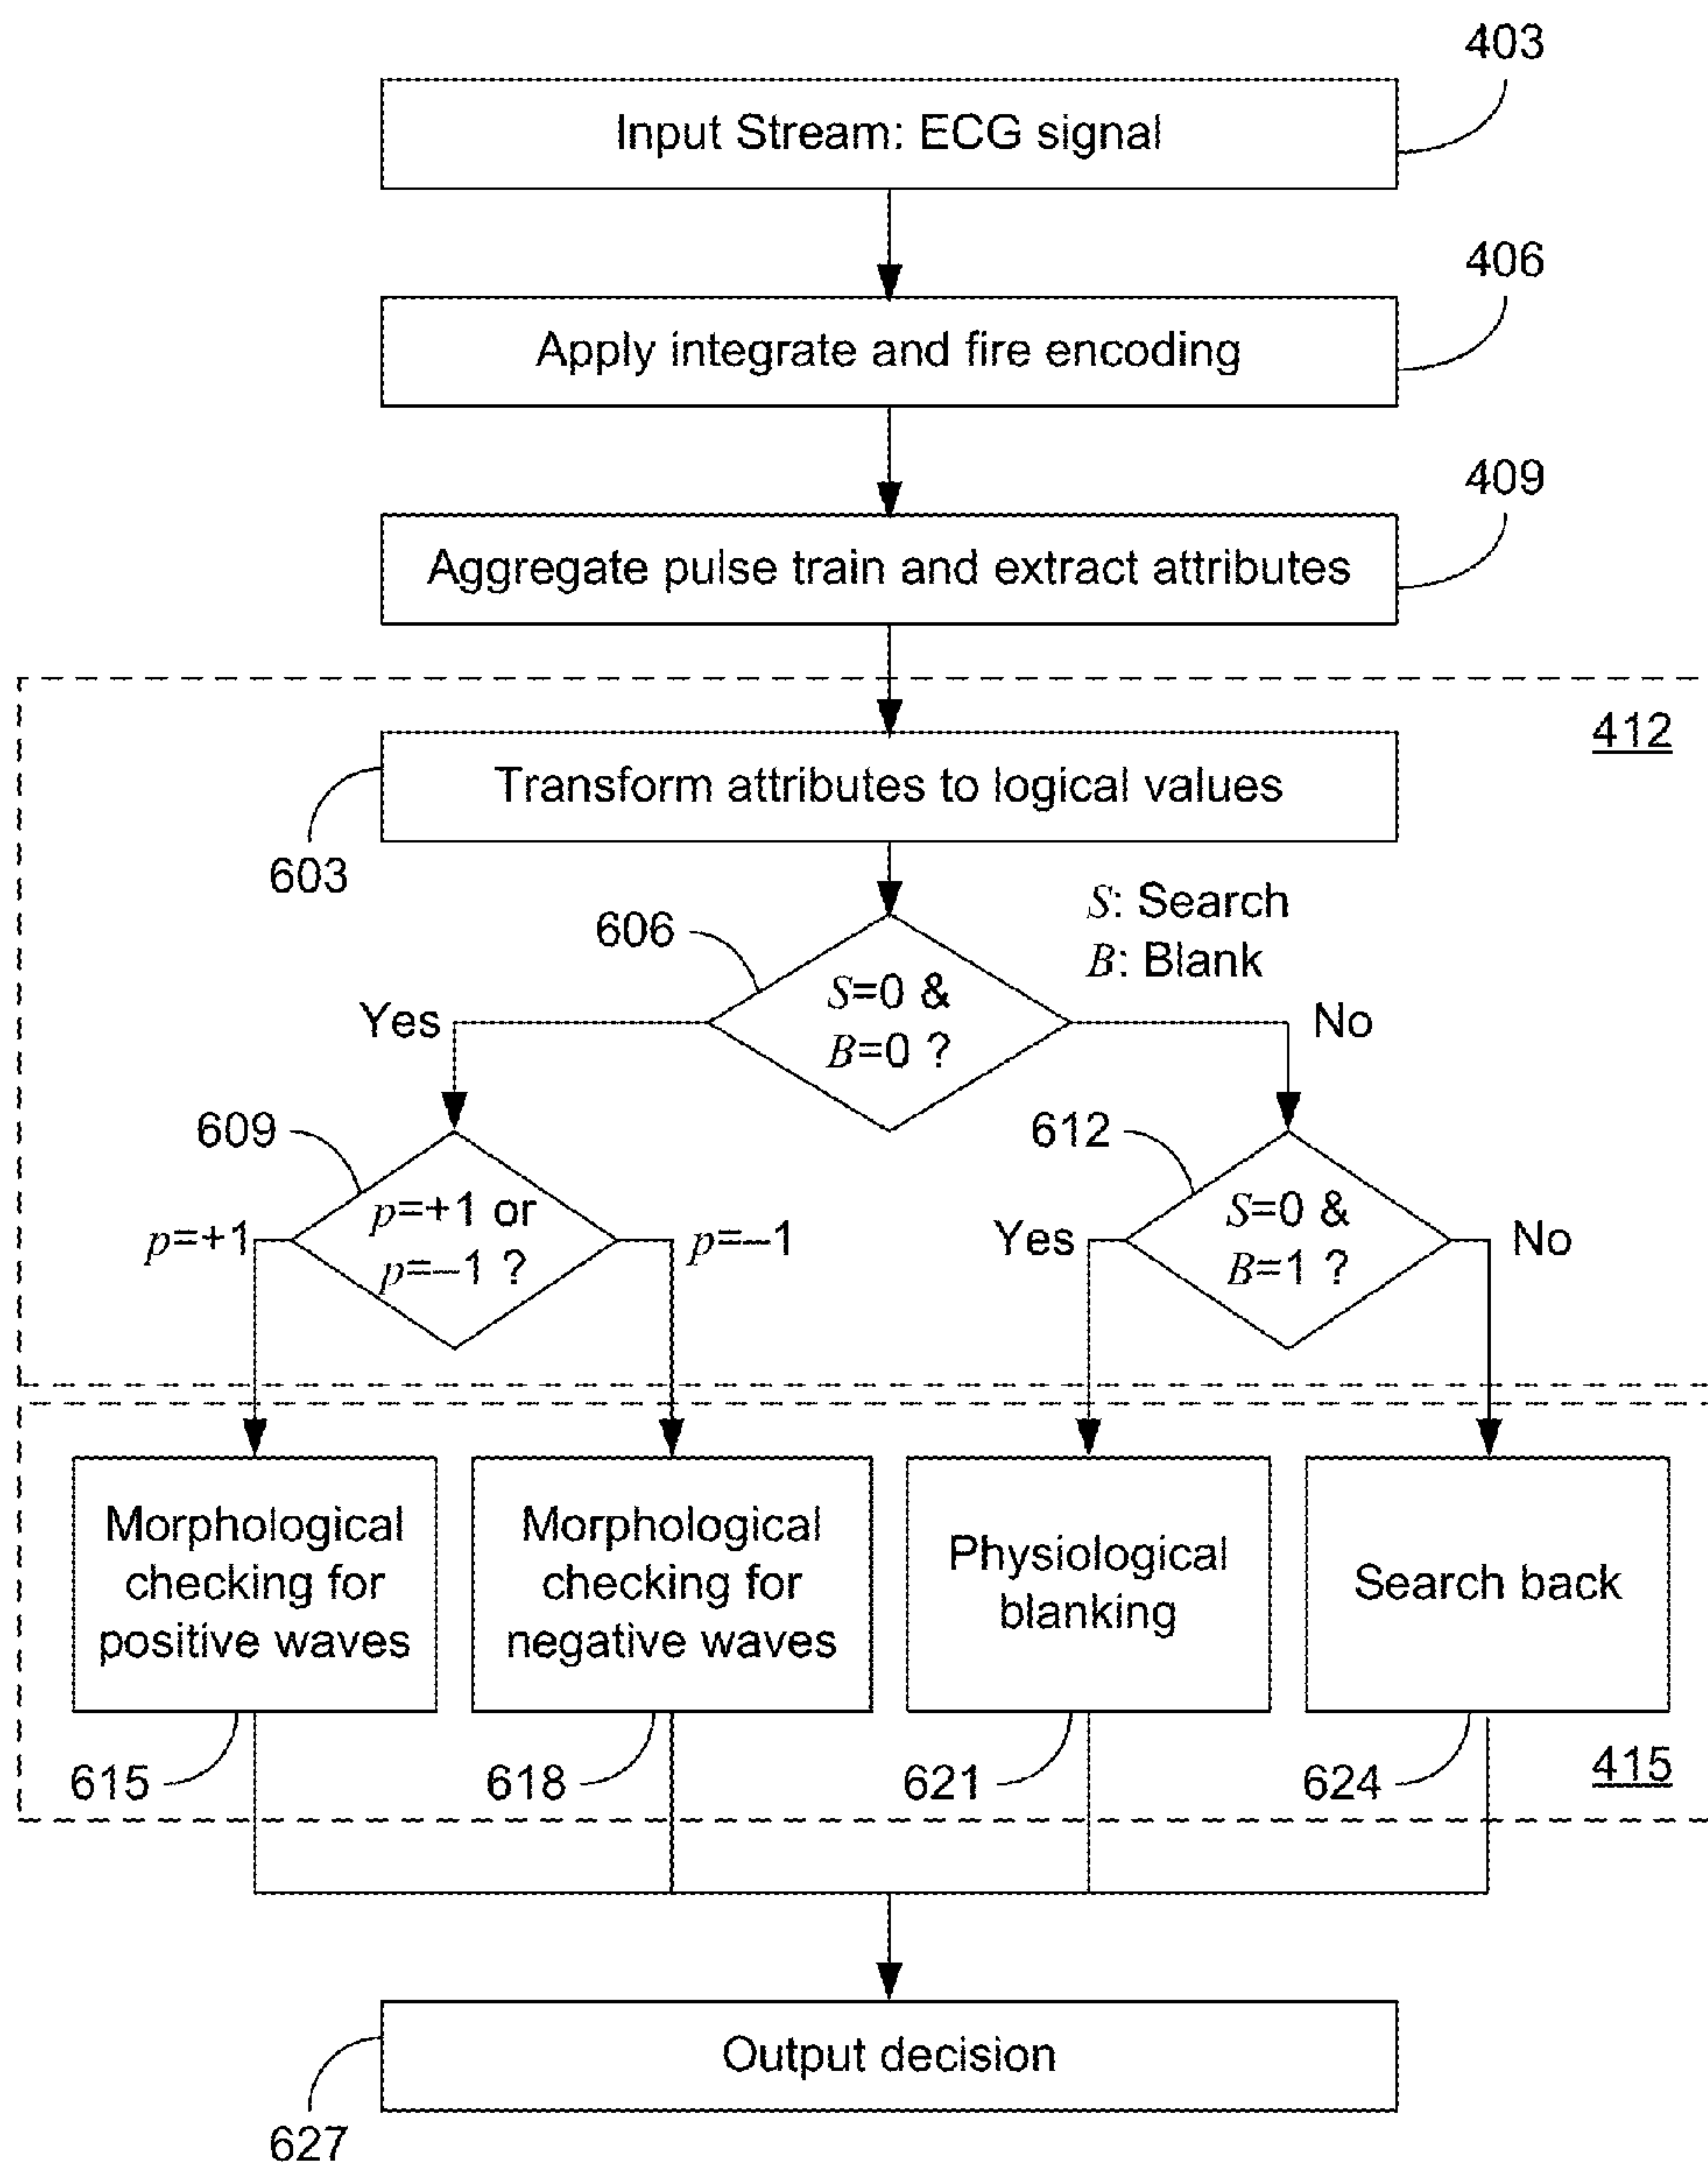 403
Input Stream: ECG signal
406
Apply integrate and fire encoding
409
Aggregate pulse train and extract attributes
412
Transform attributes to logical values
603
S: Search
B: Blank
606
S=0 &
B=0 ?
Yes
No
609
612
p=+1 or
p=–1 ?
p=+1
p=–1
S=0 &
B=1 ?
Yes
No
Morphological
checking for
positive waves
Morphological
checking for
negative waves
Physiological
blanking
Search back
615
618
621
624
415
Output decision
627